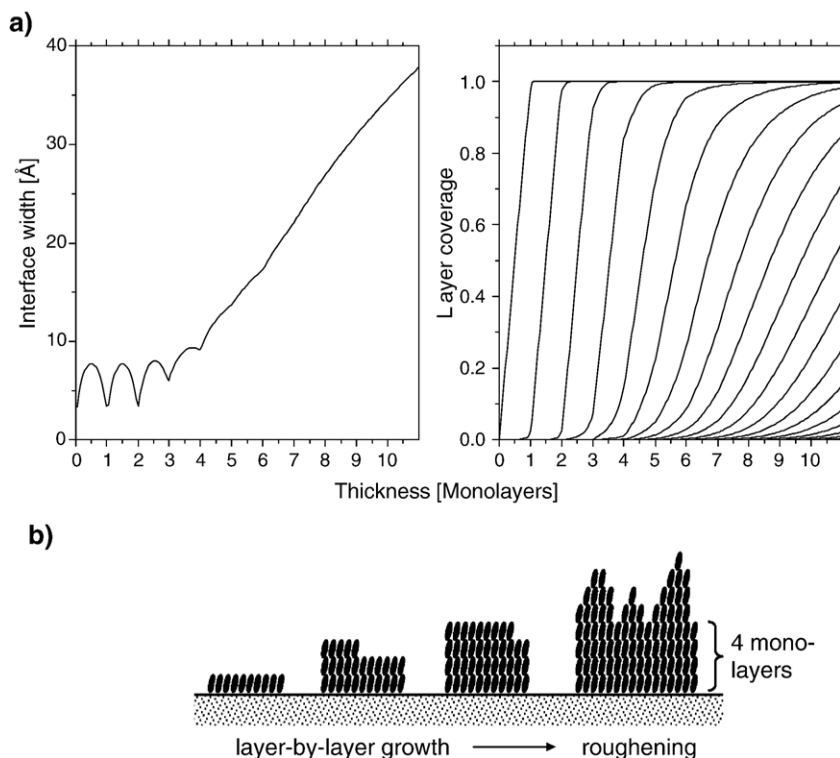 a)
Interface width [Å]
40
30
20
10
0
0 1 2 3 4 5 6 7 8 9 10
L ayer coverage
1.0
0.8
0.6
0.4
0.2
0.0
0 1 2 3 4 5 6 7 8 9 10
Thickness [Monolayers]
b)
4 mono-
layers
layer-by-layer growth
roughening